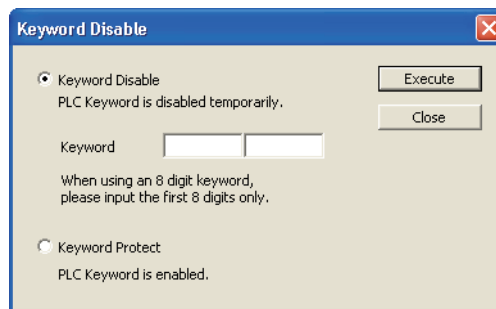 Keyword Disable
Keyword Disable
Execute
PLC Keyword is disabled temporarily.
Close
Keyword
When using an 8 digit keyword,
please input the first 8 digits only.
Keyword Protect
PLC Keyword is enabled.